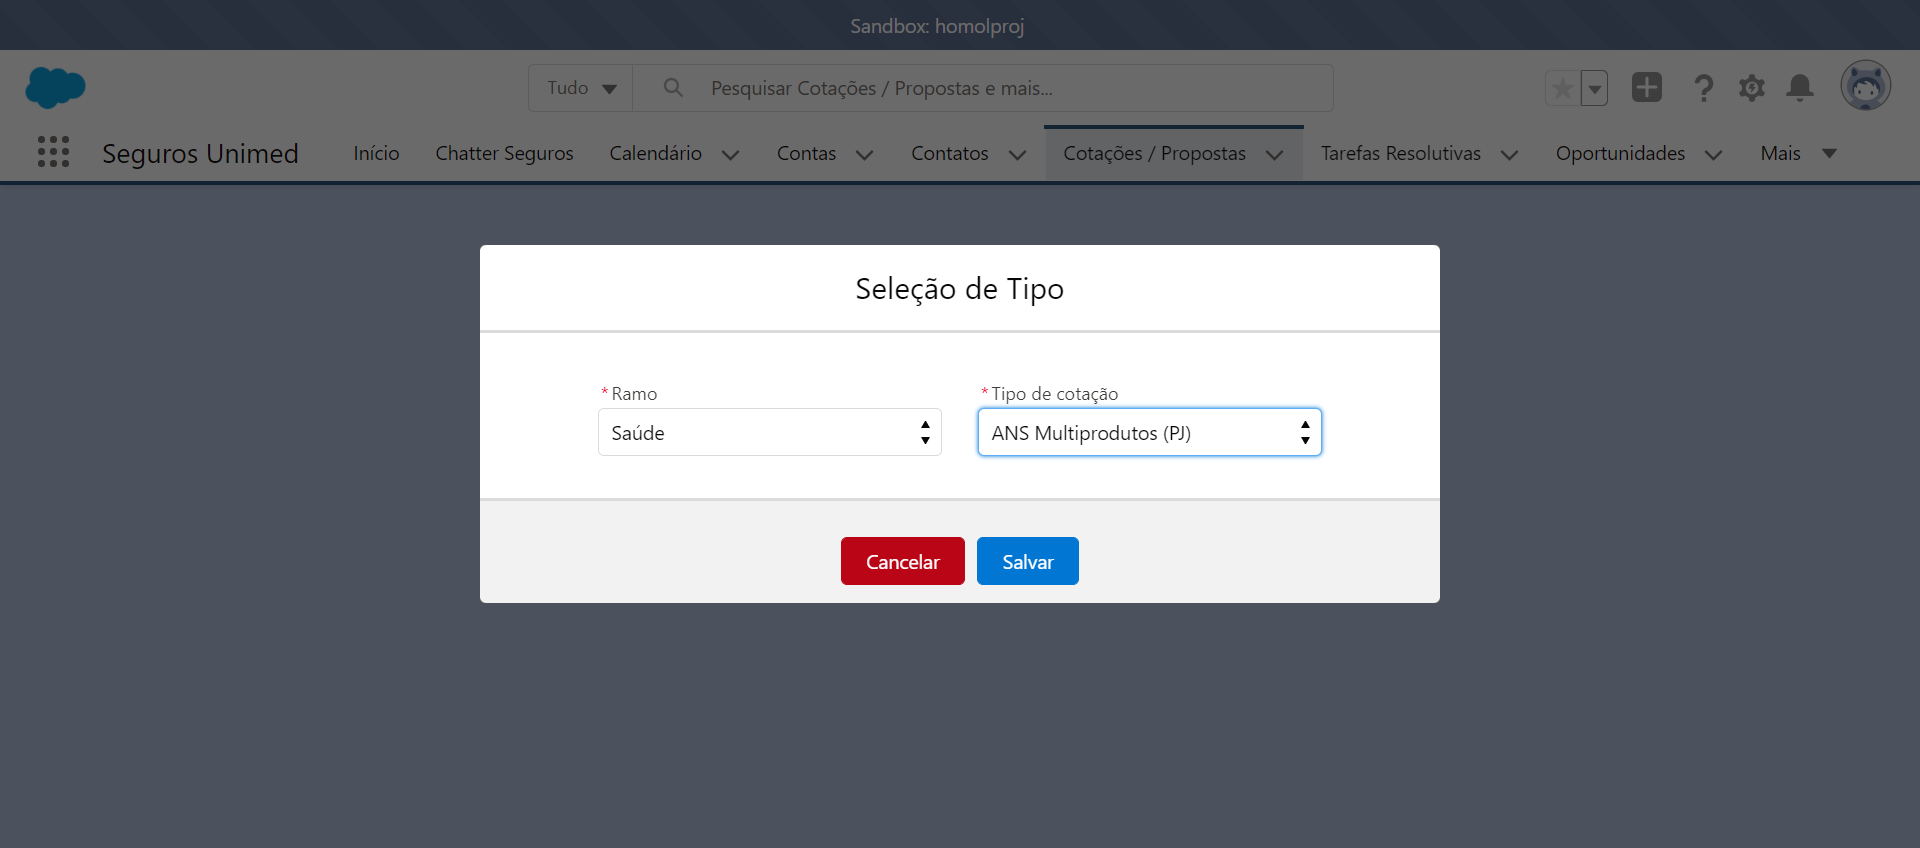 Sandbox: homolproj
Tudo
Pesquisar Cotações / Propostas e mais...
Seguros Unimed
Início
Chatter Seguros
Calendário
Contas
Contatos
Cotações / Propostas
Tarefas Resolutivas
Oportunidades
Mais
Seleção de Tipo
*Ramo
*Tipo de cotação
Saúde
ANS Multiprodutos (PJ)
Cancelar
Salvar